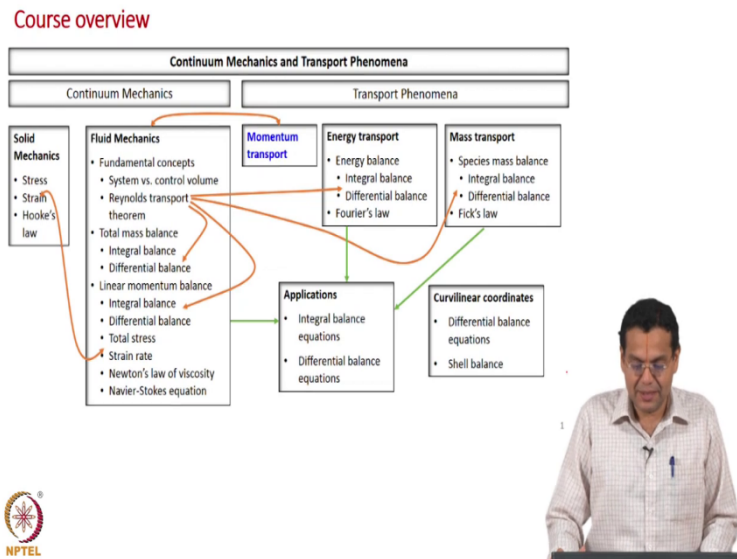 Course overview
Continuum Mechanics and Transport Phenomena
Continuum Mechanics
Transport Phenomena
Solid
Mechanics
• Stress
• Strain
• Hooke's
law
Fluid Mechanics
• Fundamental concepts
• System vs. control volume
• Reynolds transport
theorem
• Total mass balance
• Integral balance
• Differential balance
• Linear momentum balance
• Integral balance
• Differential balance
• Total stress
• Strain rate
• Newton's law of viscosity
• Navier-Stokes equation
Momentum
transport
Energy transport
• Energy balance
• Integral balance
• Differential balance
• Fourier's law
Mass transport
• Species mass balance
• Integral balance
• Differential balance
• Fick's law
Applications
• Integral balance
equations
• Differential balance
equations
Curvilinear coordinates
• Differential balance
equations
• Shell balance
1
®
NPTEL